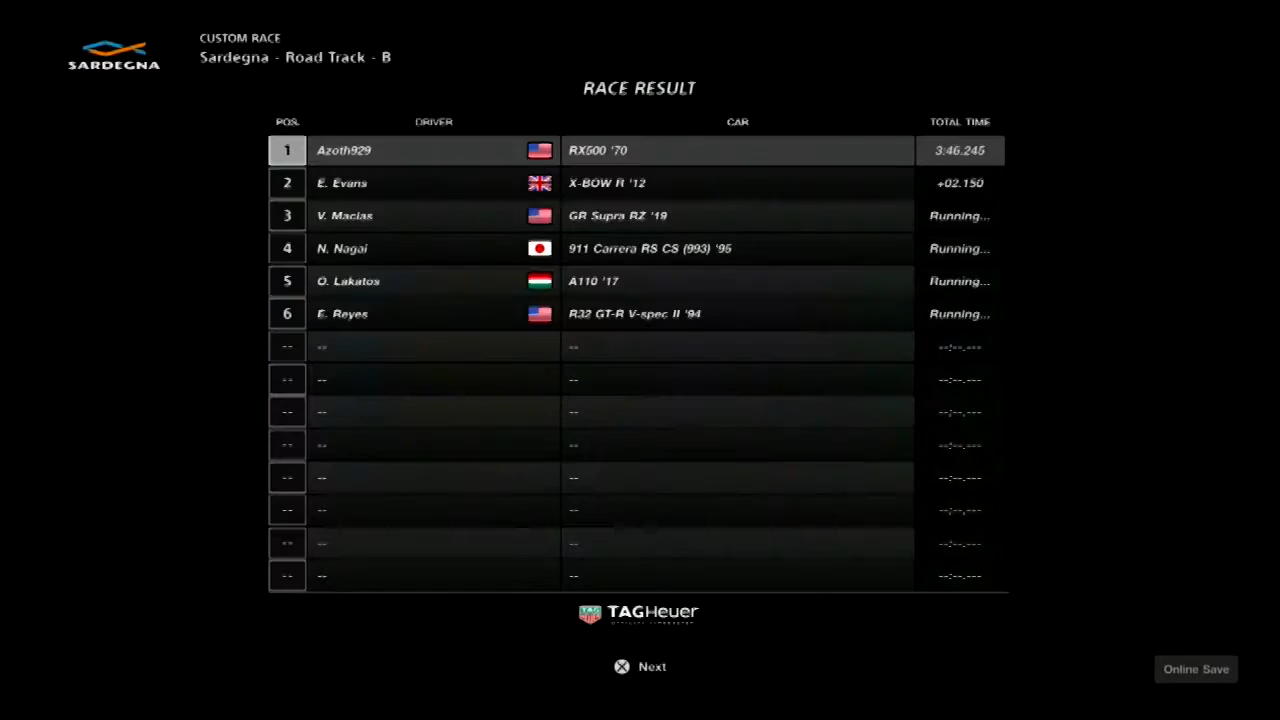 CUSTOM RACE
Sardegna - Road Track - B
SARDEGNA
RACE RESULT
POS. DRIVER CAR TOTAL TIME
1 Azoth929 RX500 '70 3:46.245
2 E. Evans X-BOW R '12 +02.150
3 V. Macias GR Supra RZ '19 Running...
4 N. Nagai 911 Carrera RS CS (993) '95 Running...
5 O. Lakatos A110 '17 Running...
6 E. Reyes R32 GT-R V-spec II '94 Running...
-- -- -- --:--.---
-- -- -- --:--.---
-- -- -- --:--.---
-- -- -- --:--.---
-- -- -- --:--.---
-- -- -- --:--.---
-- -- -- --:--.---
-- -- -- --:--.---
TAG TAGHeuer
Next
Online Save